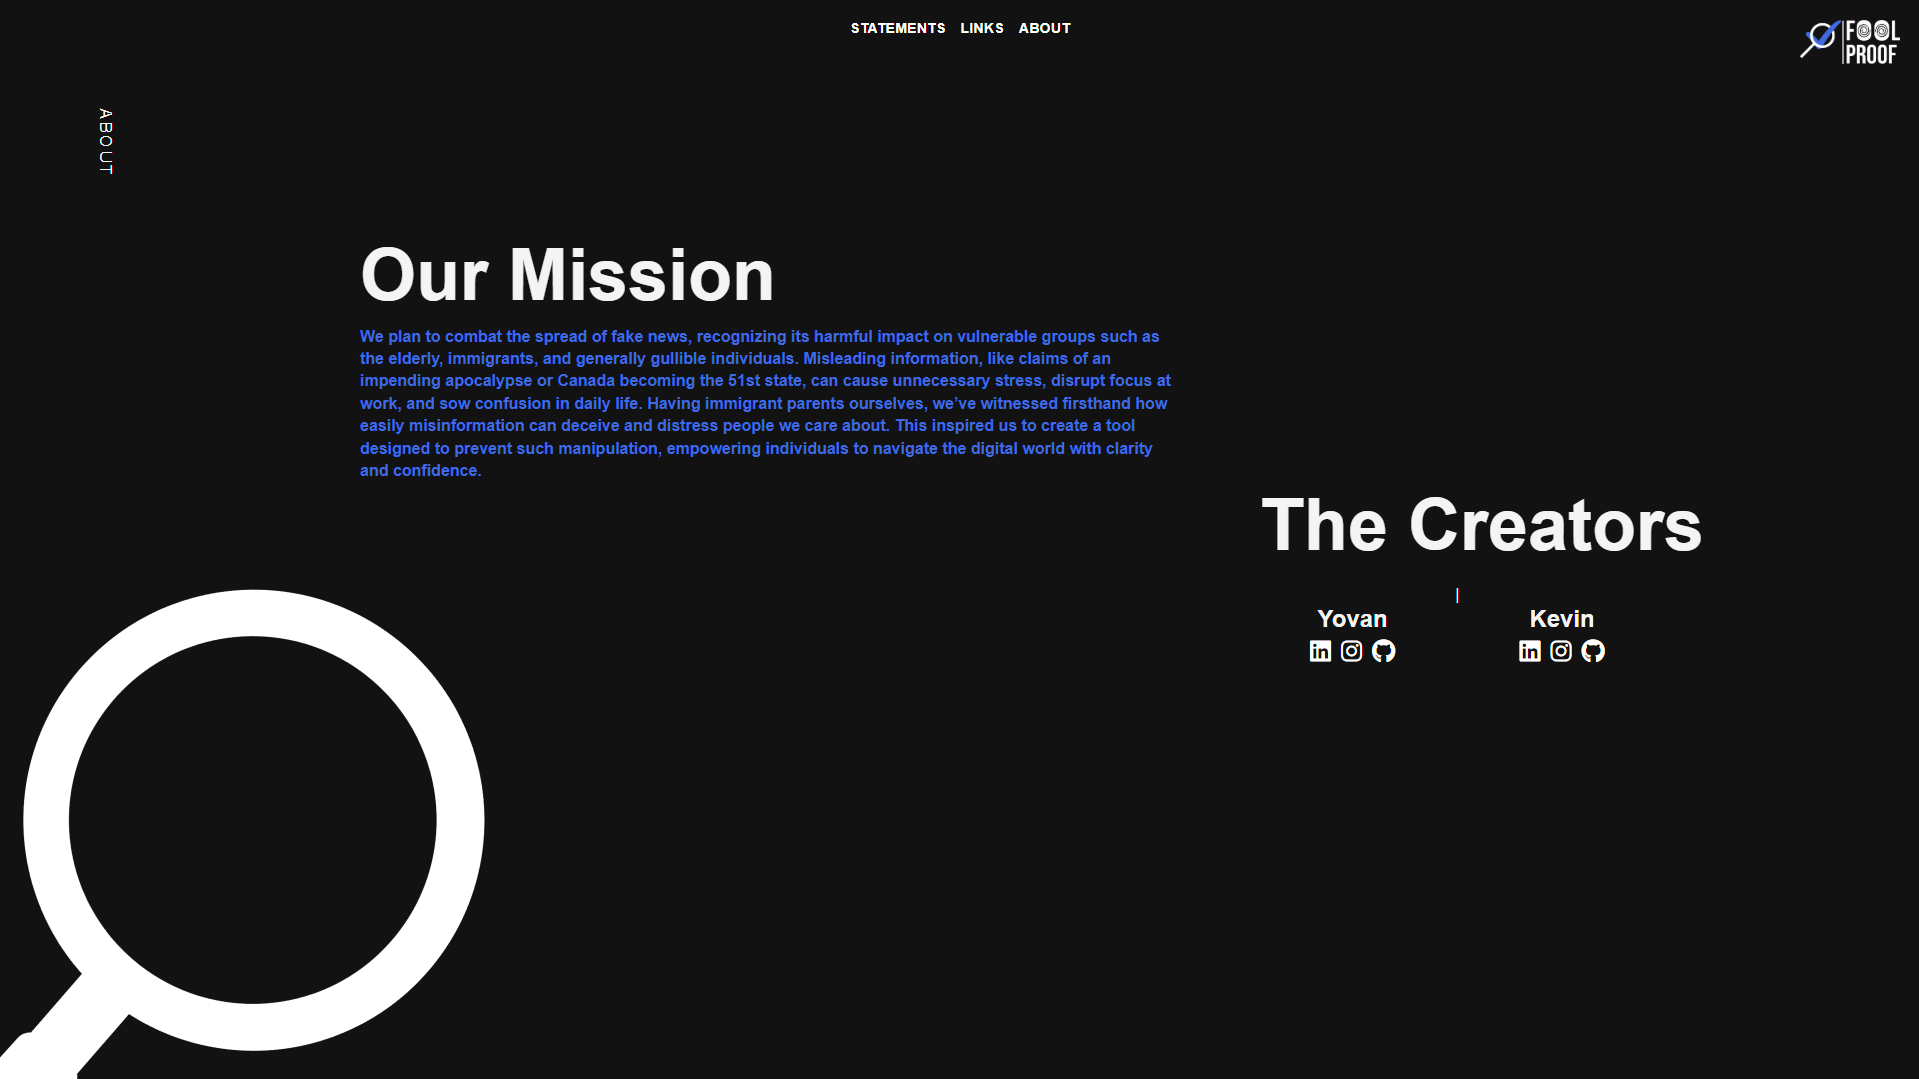 STATEMENTS LINKS ABOUT
FOOL
PROOF
ABOUT
Our Mission
We plan to combat the spread of fake news, recognizing its harmful impact on vulnerable groups such as
the elderly, immigrants, and generally gullible individuals. Misleading information, like claims of an
impending apocalypse or Canada becoming the 51st state, can cause unnecessary stress, disrupt focus at
work, and sow confusion in daily life. Having immigrant parents ourselves, we’ve witnessed firsthand how
easily misinformation can deceive and distress people we care about. This inspired us to create a tool
designed to prevent such manipulation, empowering individuals to navigate the digital world with clarity
and confidence.
The Creators
|
Yovan Kevin